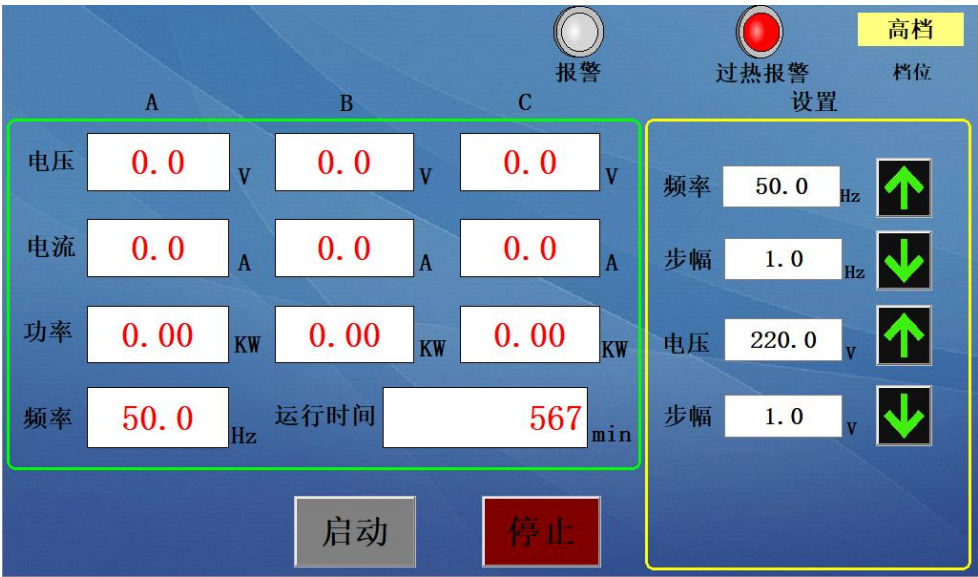 高档
报警 过热报警 档位
A B C 设置
电压 0.0 V 0.0 V 0.0 V
频率 50.0 Hz
电流 0.0 A 0.0 A 0.0 A
步幅 1.0 Hz
功率 0.00 KW 0.00 KW 0.00 KW
电压 220.0 V
频率 50.0 Hz 运行时间 567 min
步幅 1.0 V
启动 停止